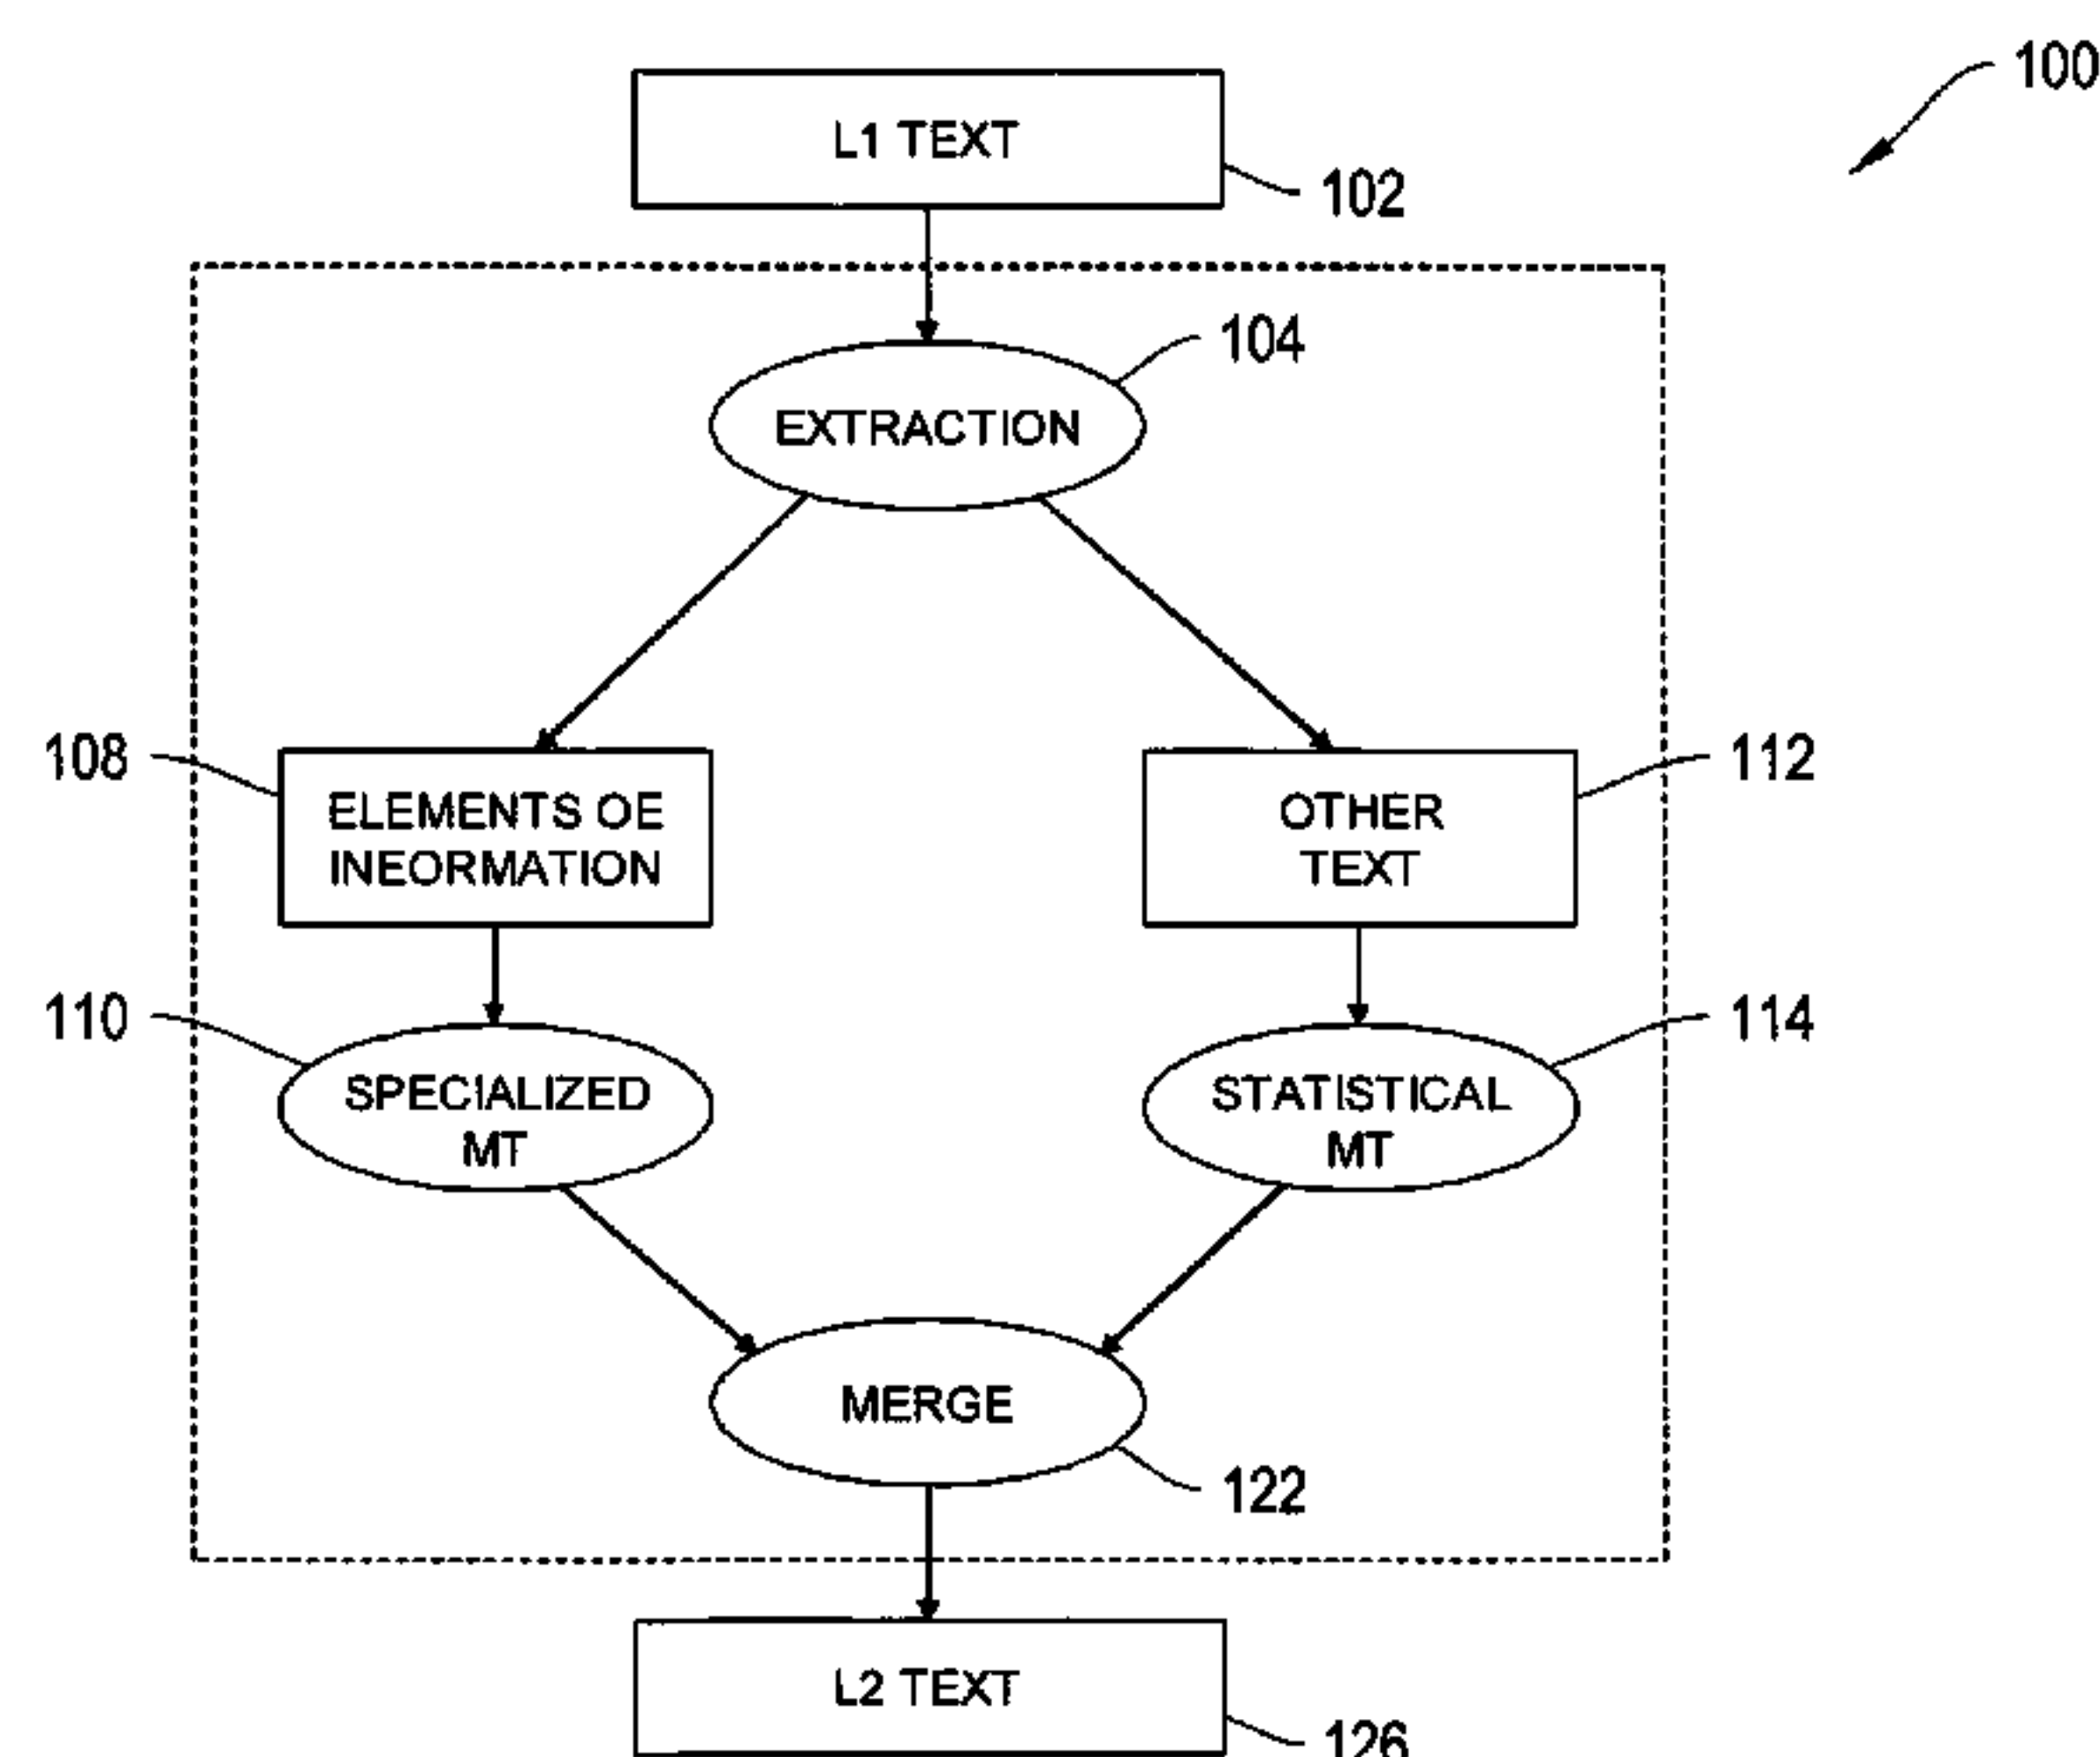 100
L1 TEXT
102
104
EXTRACTION
108
ELEMENTS OE
INEORMATION
OTHER
TEXT
112
110
SPECIALIZED
MT
STATISTICAL
MT
114
MERGE
122
L2 TEXT
126